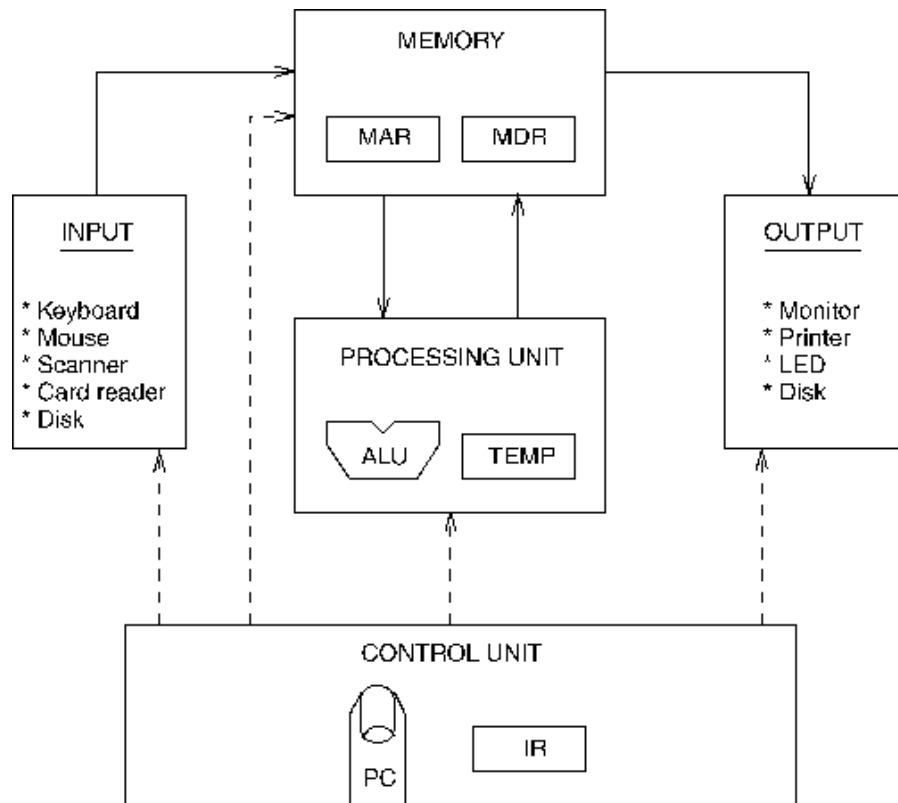 MEMORY
MAR
MDR
INPUT
* Keyboard
* Mouse
* Scanner
* Card reader
* Disk
OUTPUT
* Monitor
* Printer
* LED
* Disk
PROCESSING UNIT
ALU
TEMP
CONTROL UNIT
PC
IR